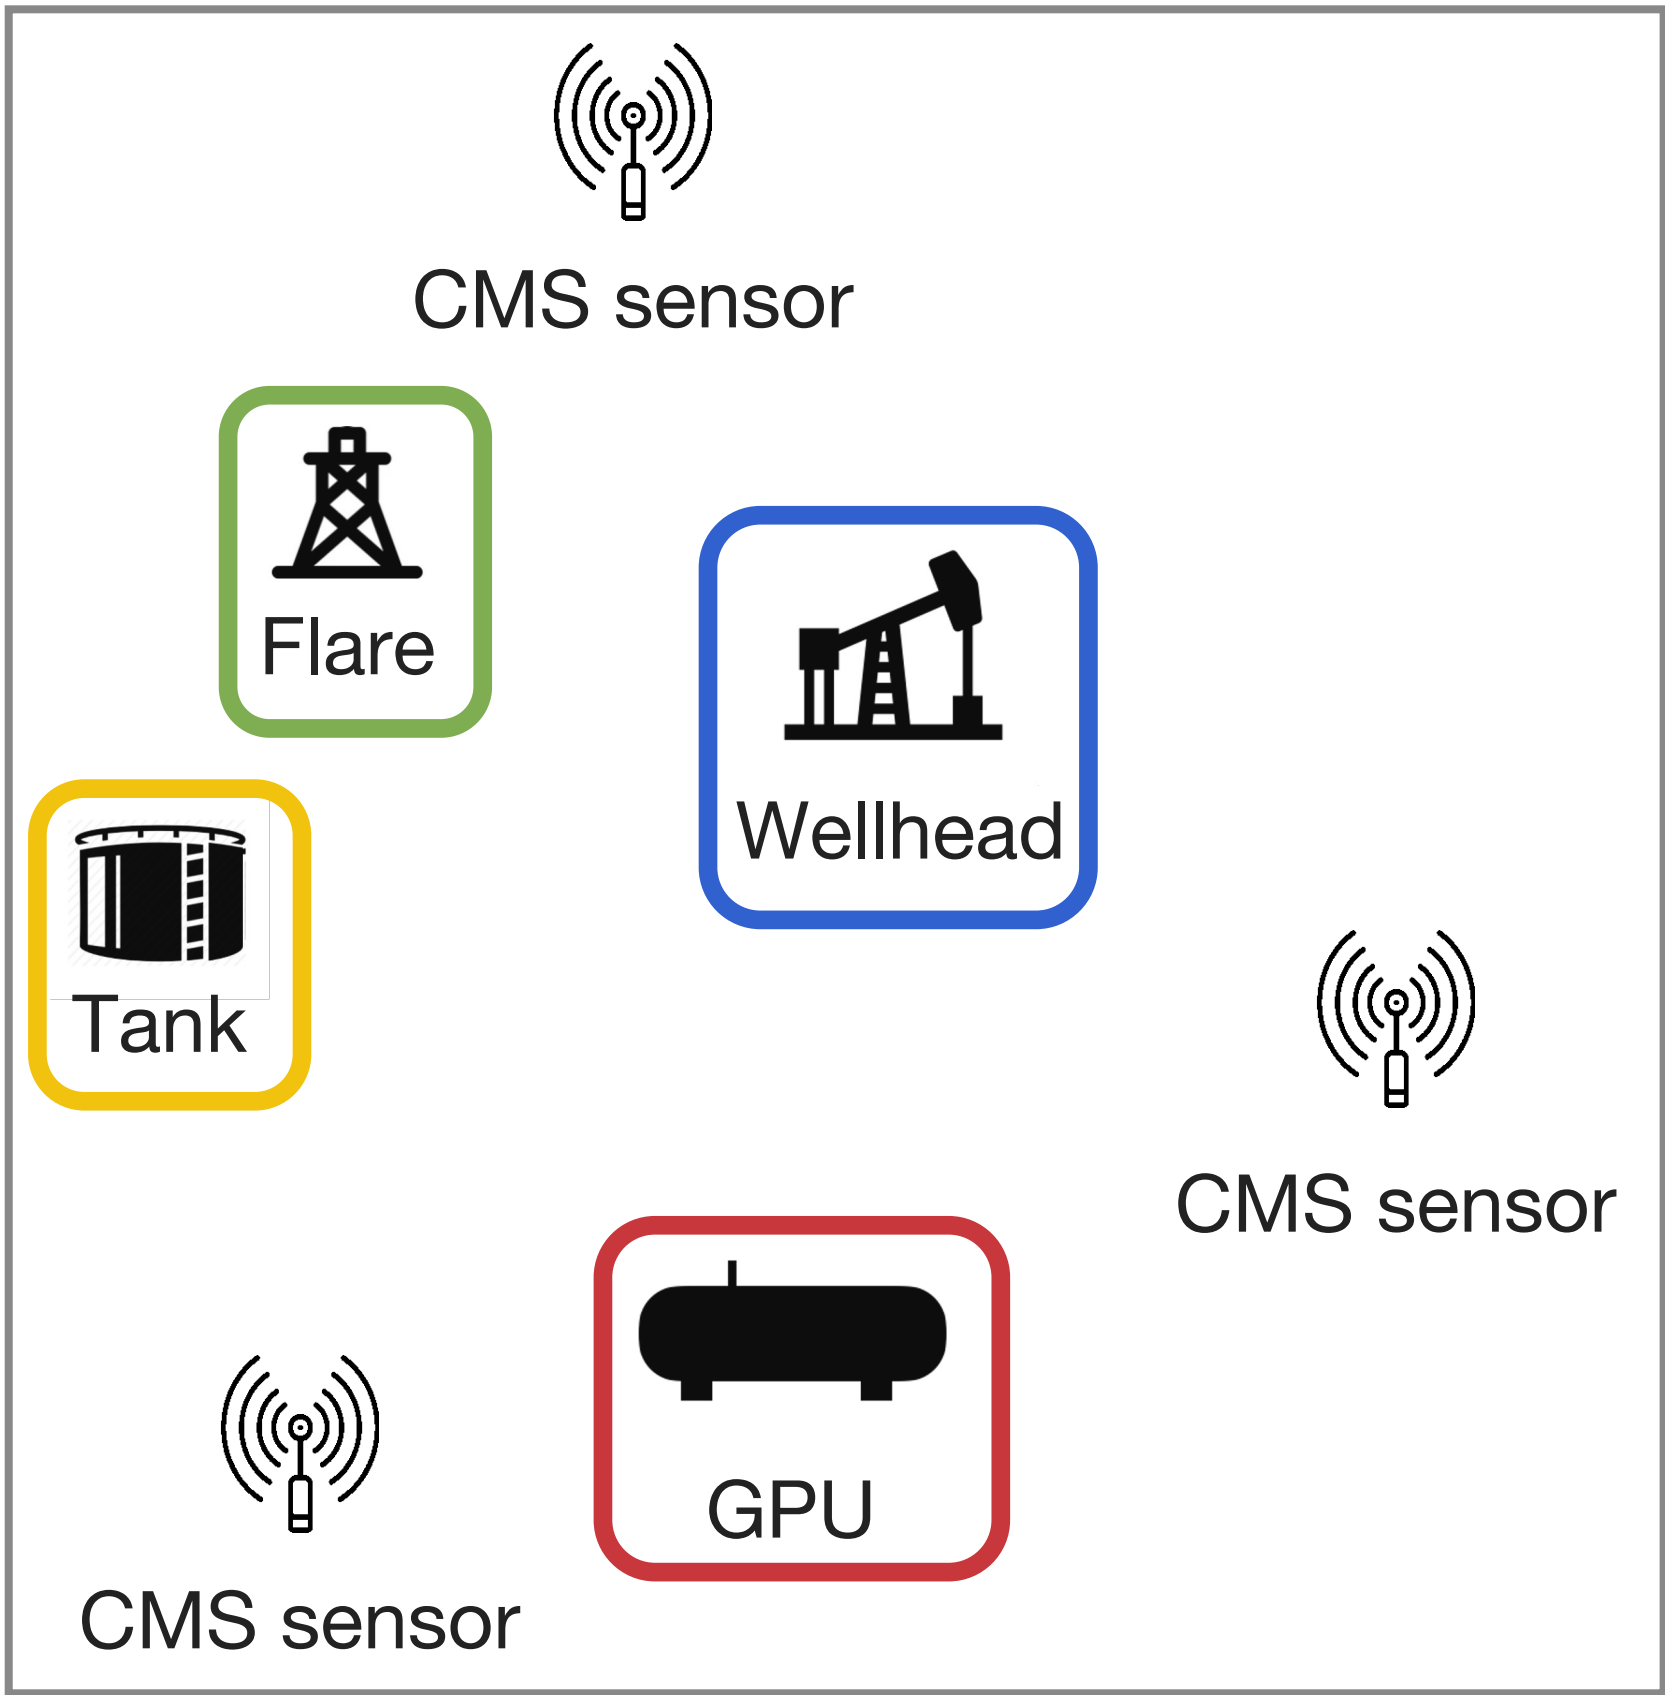 CMS sensor
Flare
Wellhead
Tank
CMS sensor
GPU
CMS sensor